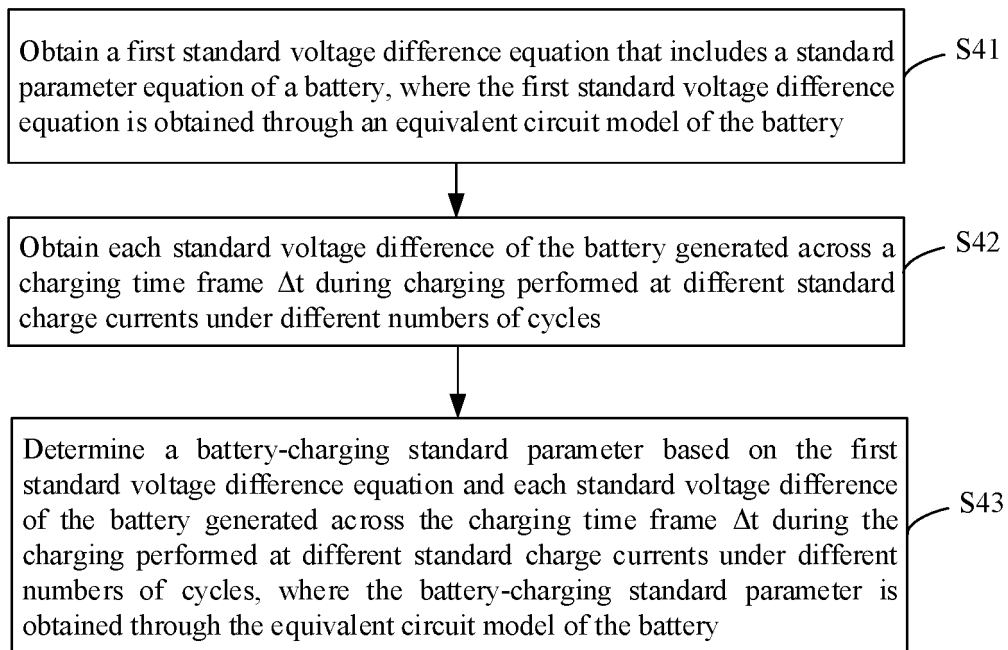 Obtain a first standard voltage difference equation that includes a standard
parameter equation of a battery, where the first standard voltage difference
equation is obtained through an equivalent circuit model of the battery
S41
Obtain each standard voltage difference of the battery generated across a
charging time frame Δt during charging performed at different standard
charge currents under different numbers of cycles
S42
Determine a battery-charging standard parameter based on the first
standard voltage difference equation and each standard voltage difference
of the battery generated across the charging time frame Δt during the
charging performed at different standard charge currents under different
numbers of cycles, where the battery-charging standard parameter is
obtained through the equivalent circuit model of the battery
S43